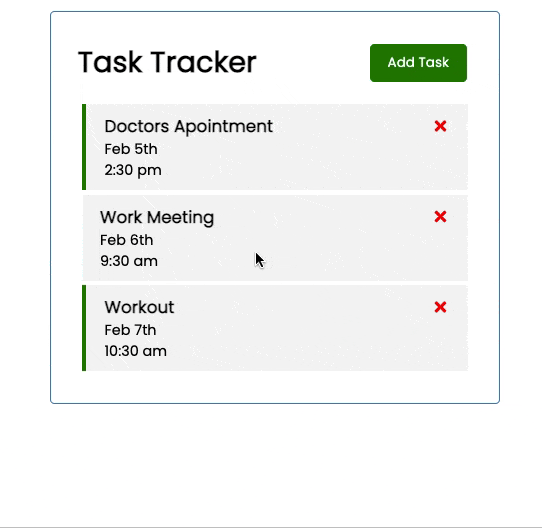 Task Tracker
Add Task
Doctors Apointment
Feb 5th
2:30 pm
Work Meeting
Feb 6th
9:30 am
Workout
Feb 7th
10:30 am